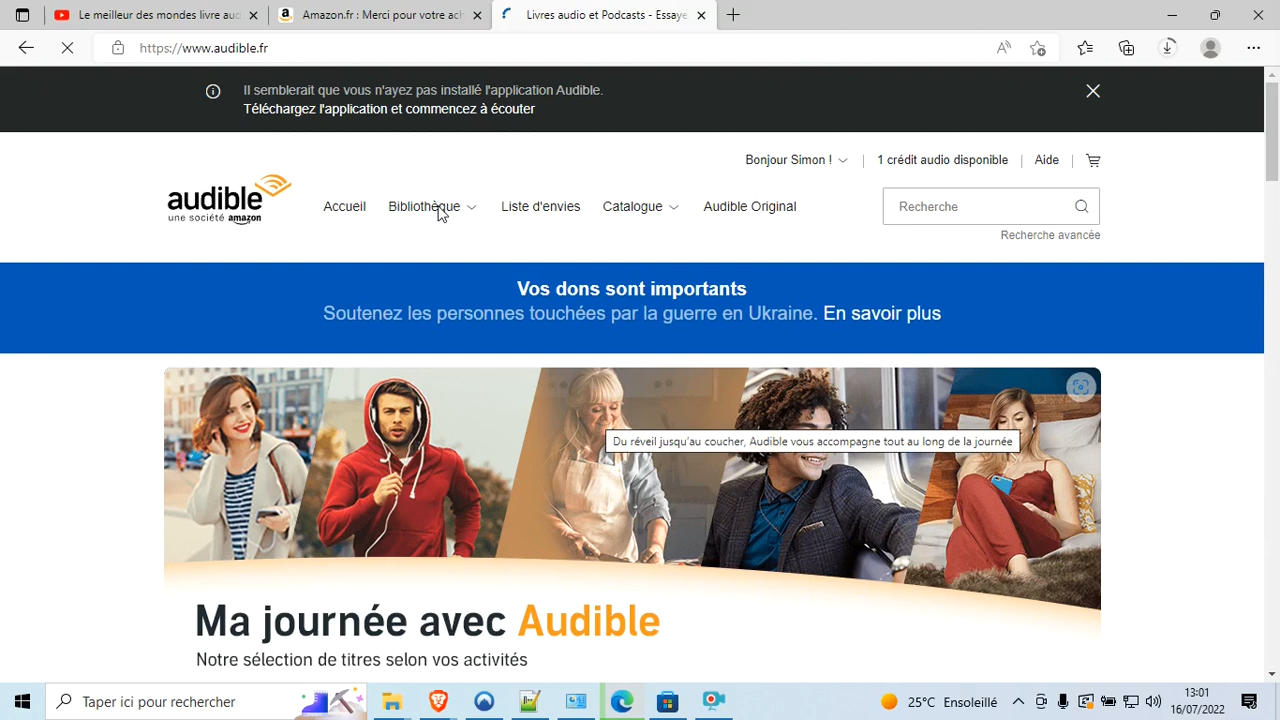 Le meilleur des mondes - Al
Amazon.fr : Merci pour votre ach
Livres audio et Podcasts - Essaye
https://www.audible.fr
Il semblerait que vous n'ayez pas installé l'application Audible.
Téléchargez l'application et commencez à écouter
Bonjour Simon !
1 crédit audio disponible
Aide
audible
une société amazon
Accueil
Bibliothèque
Liste d'envies
Catalogue
Audible Original
Recherche
Recherche avancée
Vos dons sont importants
Soutenez les personnes touchées par la guerre en Ukraine. En savoir plus
Du réveil jusqu'au coucher, Audible vous accompagne tout au long de la journée
Ma journée avec Audible
Notre sélection de titres selon vos activités
Taper ici pour rechercher
25°C Ensoleillé
13:01
16/07/2022